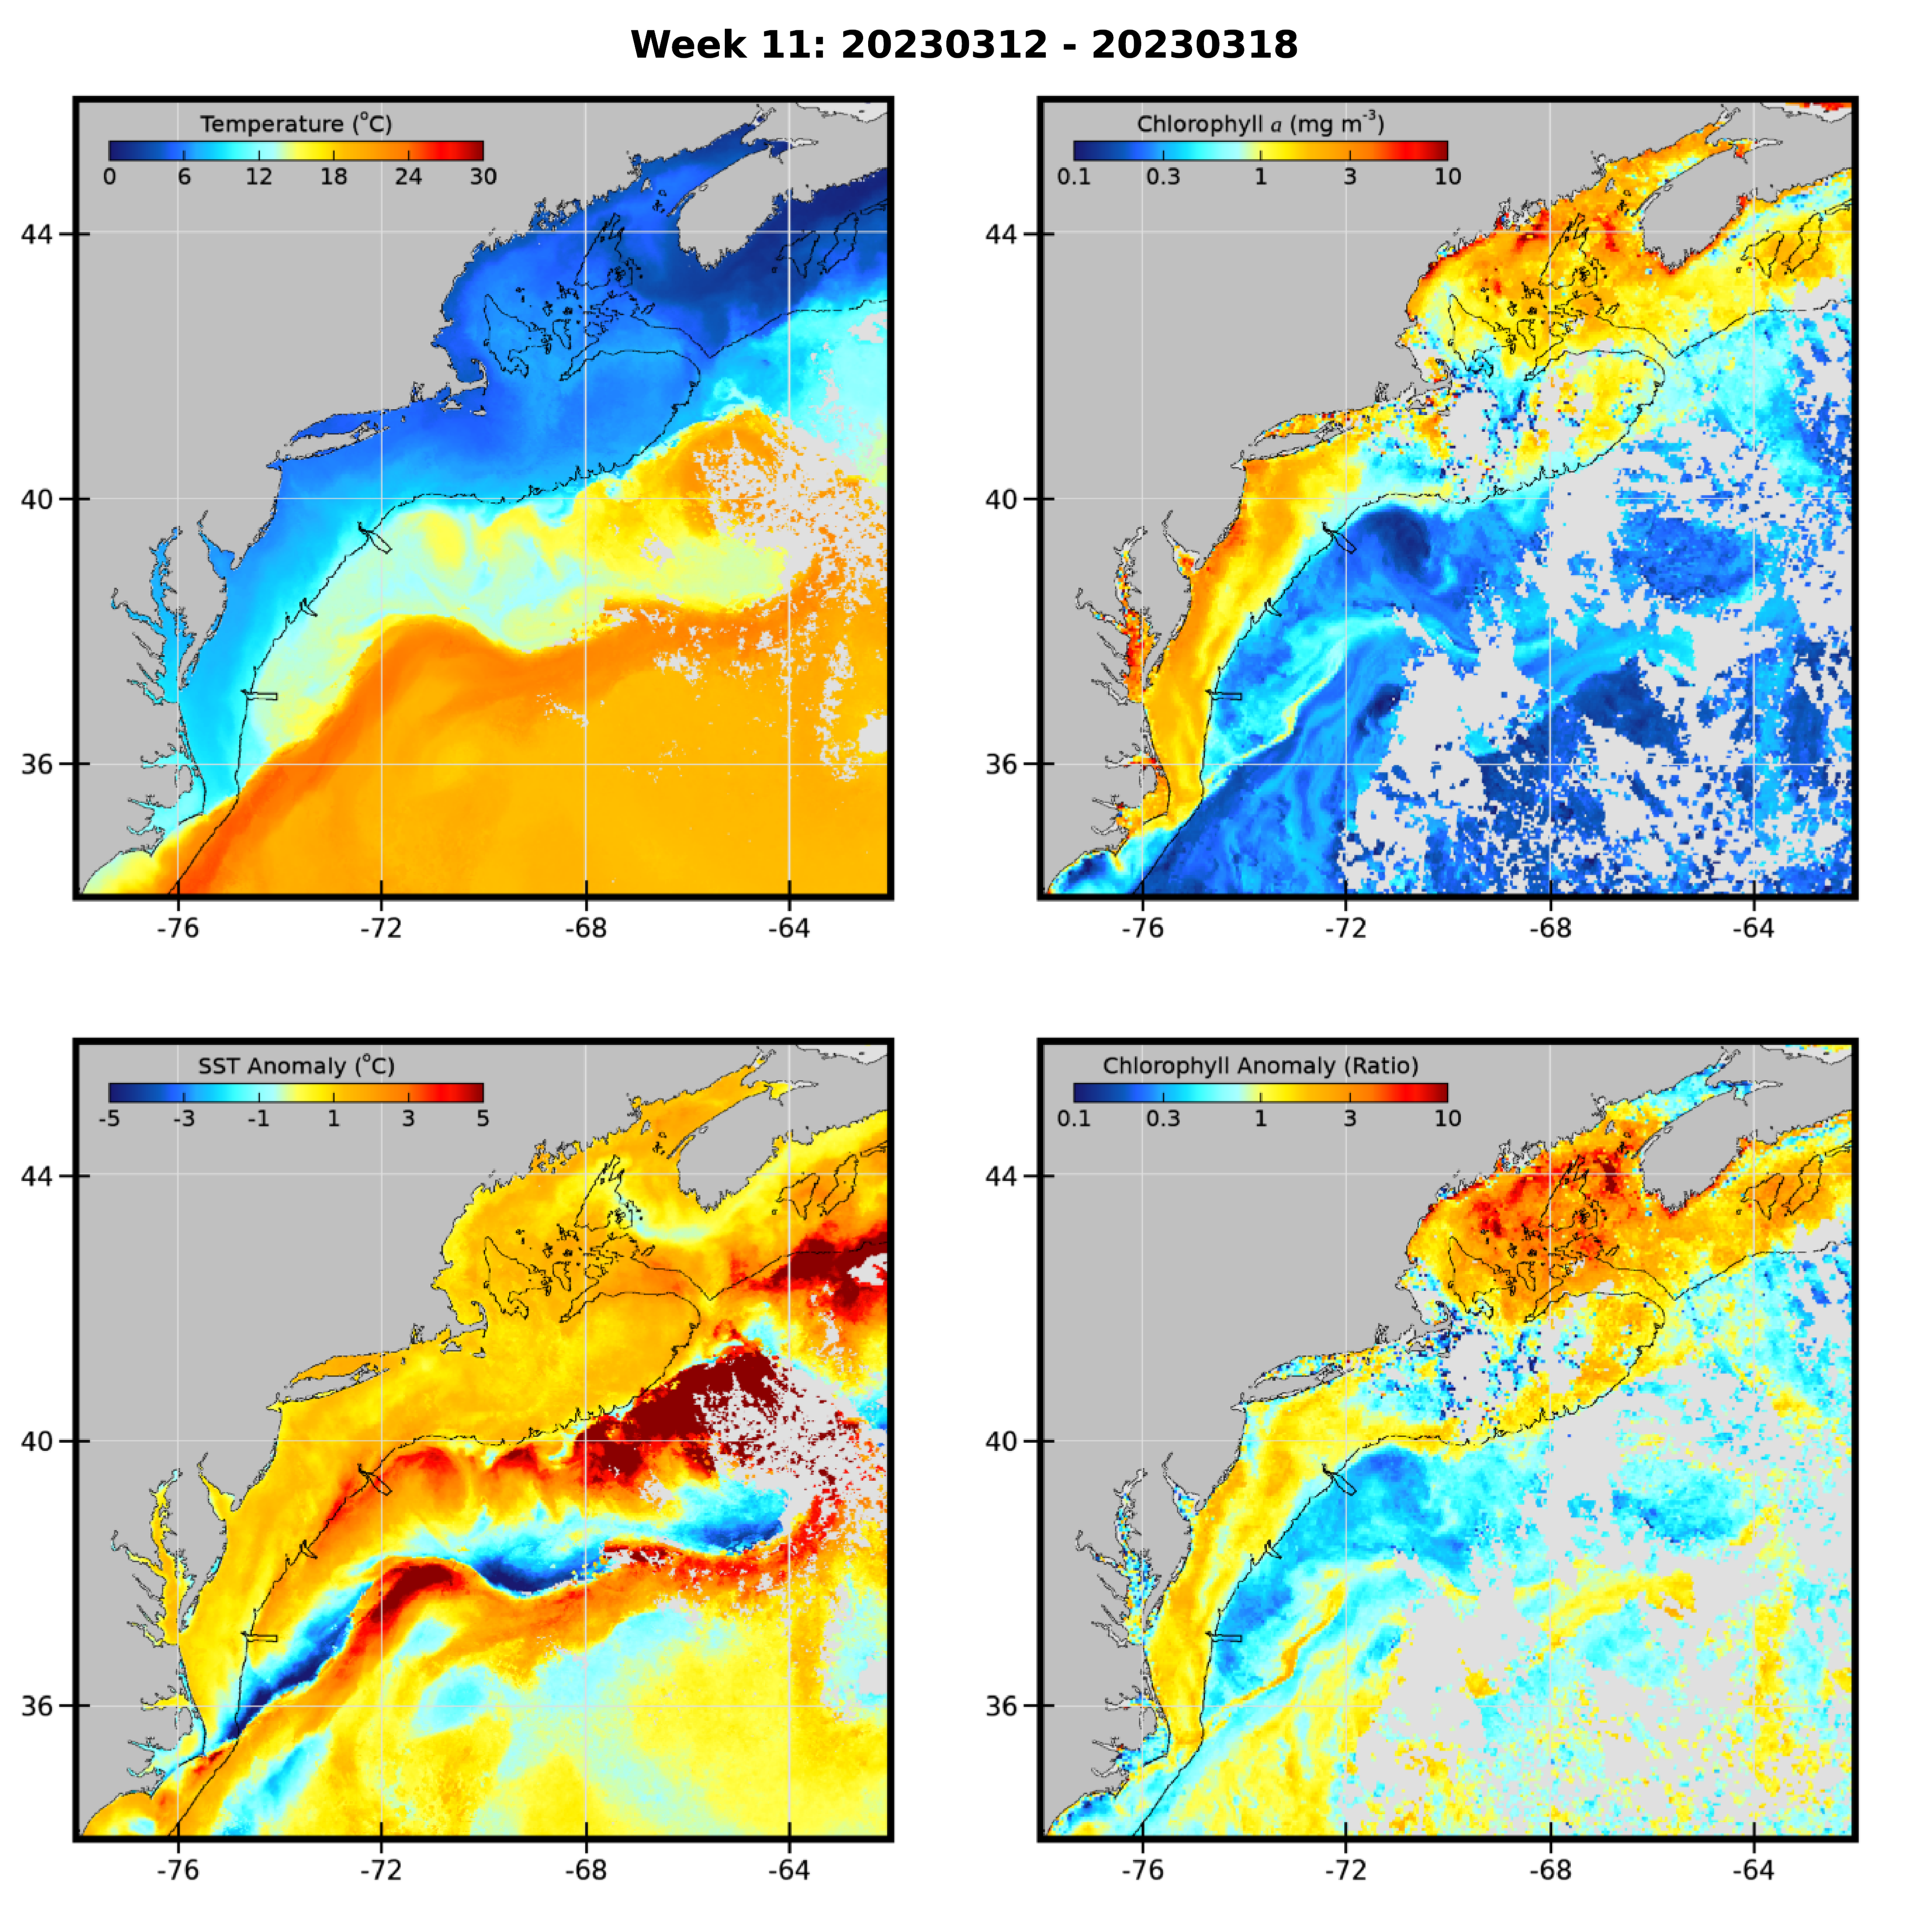 Week 11: 20230312 - 20230318
Temperature (°C)
0 6 12 18 24 30
44
40
36
-76 -72 -68 -64
Chlorophyll a (mg m⁻³)
0.1 0.3 1 3 10
44
40
36
-76 -72 -68 -64
SST Anomaly (°C)
-5 -3 -1 1 3 5
44
40
36
-76 -72 -68 -64
Chlorophyll Anomaly (Ratio)
0.1 0.3 1 3 10
44
40
36
-76 -72 -68 -64